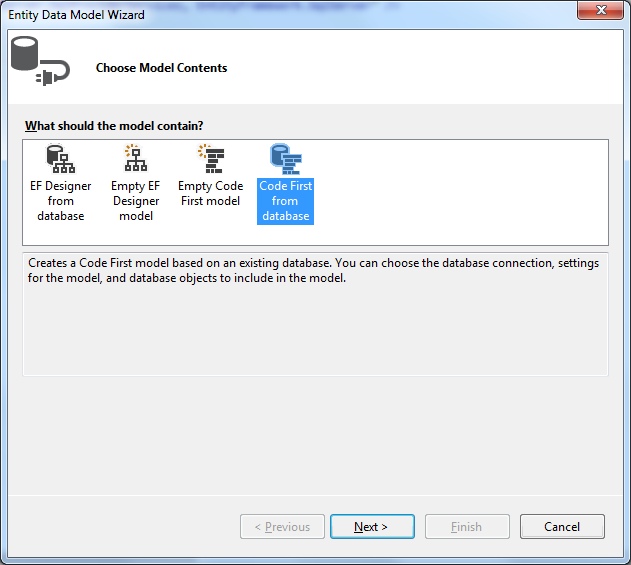 Entity Data Model Wizard
Choose Model Contents
What should the model contain?
EF Designer
from
database
Empty EF
Designer
model
Empty Code
First model
Code First
from
database
Creates a Code First model based on an existing database. You can choose the database connection, settings
for the model, and database objects to include in the model.
< Previous
Next >
Finish
Cancel